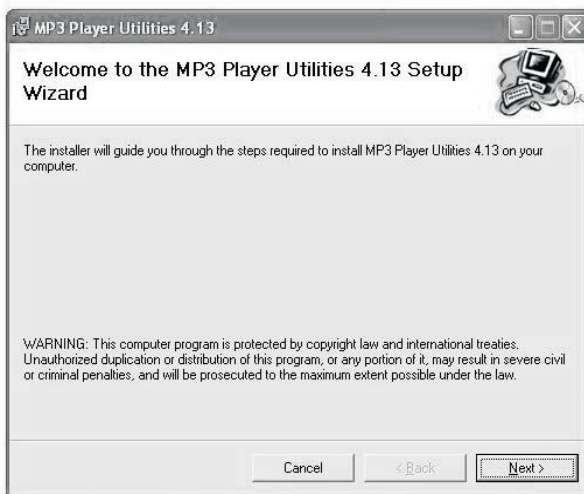 MP3 Player Utilities 4.13
Welcome to the MP3 Player Utilities 4.13 Setup
Wizard
The installer will guide you through the steps required to install MP3 Player Utilities 4.13 on your
computer.
WARNING: This computer program is protected by copyright law and international treaties.
Unauthorized duplication or distribution of this program, or any portion of it, may result in severe civil
or criminal penalties, and will be prosecuted to the maximum extent possible under the law.
Cancel
< Back
Next >